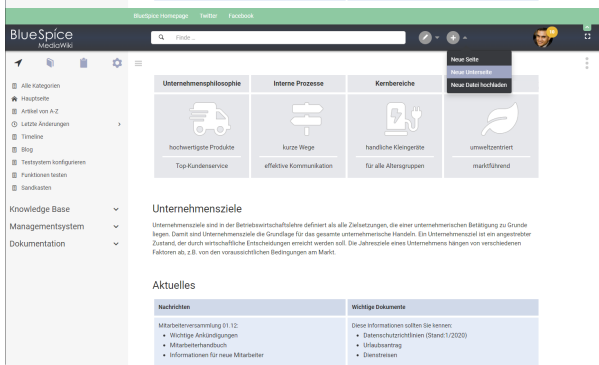 BlueSpice Homepage Twitter Facebook
BlueSpice
MediaWiki
Finde ...
Neue Seite
Neue Unterseite
Neue Datei hochladen
Alle Kategorien
Hauptseite
Artikel von A-Z
Letzte Änderungen
Timeline
Blog
Testsystem konfigurieren
Funktionen testen
Sandkasten
Knowledge Base
Managementsystem
Dokumentation
Unternehmensphilosophie Interne Prozesse Kernbereiche
hochwertigste Produkte kurze Wege handliche Kleingeräte umweltzentriert
Top-Kundenservice effektive Kommunikation für alle Altersgruppen marktführend
Unternehmensziele
Unternehmensziele sind in der Betriebswirtschaftslehre definiert als alle Zielsetzungen, die einer unternehmerischen Betätigung zu Grunde
liegen. Damit sind Unternehmensziele die Grundlage für das gesamte unternehmerische Handeln. Ein Unternehmensziel ist ein angestrebter
Zustand, der durch wirtschaftliche Entscheidungen erreicht werden soll. Die Jahresziele eines Unternehmens hängen von verschiedenen
Faktoren ab, z.B. von den voraussichtlichen Bedingungen am Markt.
Aktuelles
Nachrichten Wichtige Dokumente
Mitarbeiterversammlung 01.12: Diese Informationen sollten Sie kennen:
• Wichtige Ankündigungen • Datenschutzrichtlinien (Stand:1/2020)
• Mitarbeiterhandbuch • Urlaubsantrag
• Informationen für neue Mitarbeiter • Dienstreisen